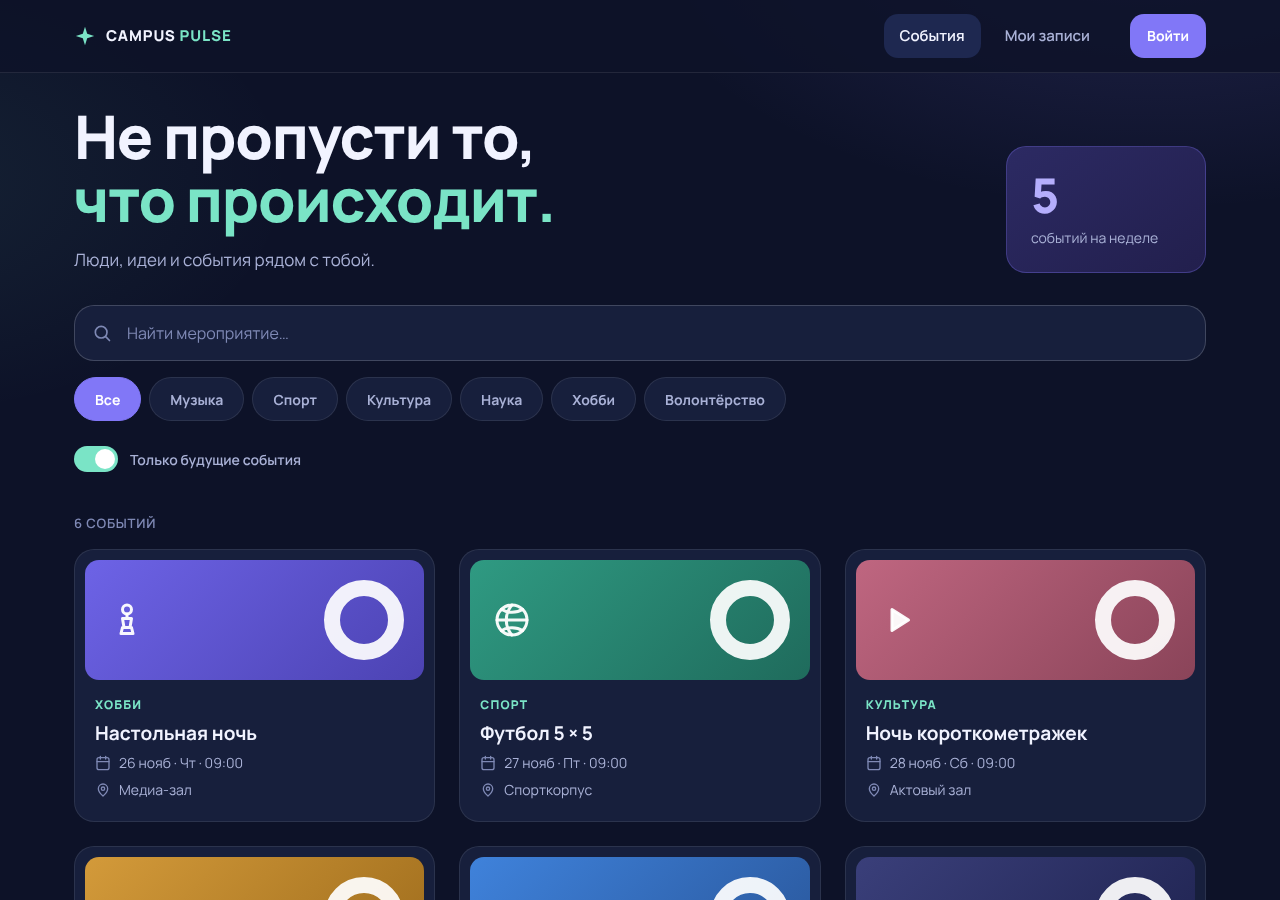 CAMPUS PULSE
События
Мои записи
Войти
Не пропусти то,
что происходит.
Люди, идеи и события рядом с тобой.
5
событий на неделе
Найти мероприятие…
Все
Музыка
Спорт
Культура
Наука
Хобби
Волонтёрство
Только будущие события
6 СОБЫТИЙ
ХОББИ
Настольная ночь
26 нояб · Чт · 09:00
Медиа-зал
СПОРТ
Футбол 5 × 5
27 нояб · Пт · 09:00
Спорткорпус
КУЛЬТУРА
Ночь короткометражек
28 нояб · Сб · 09:00
Актовый зал